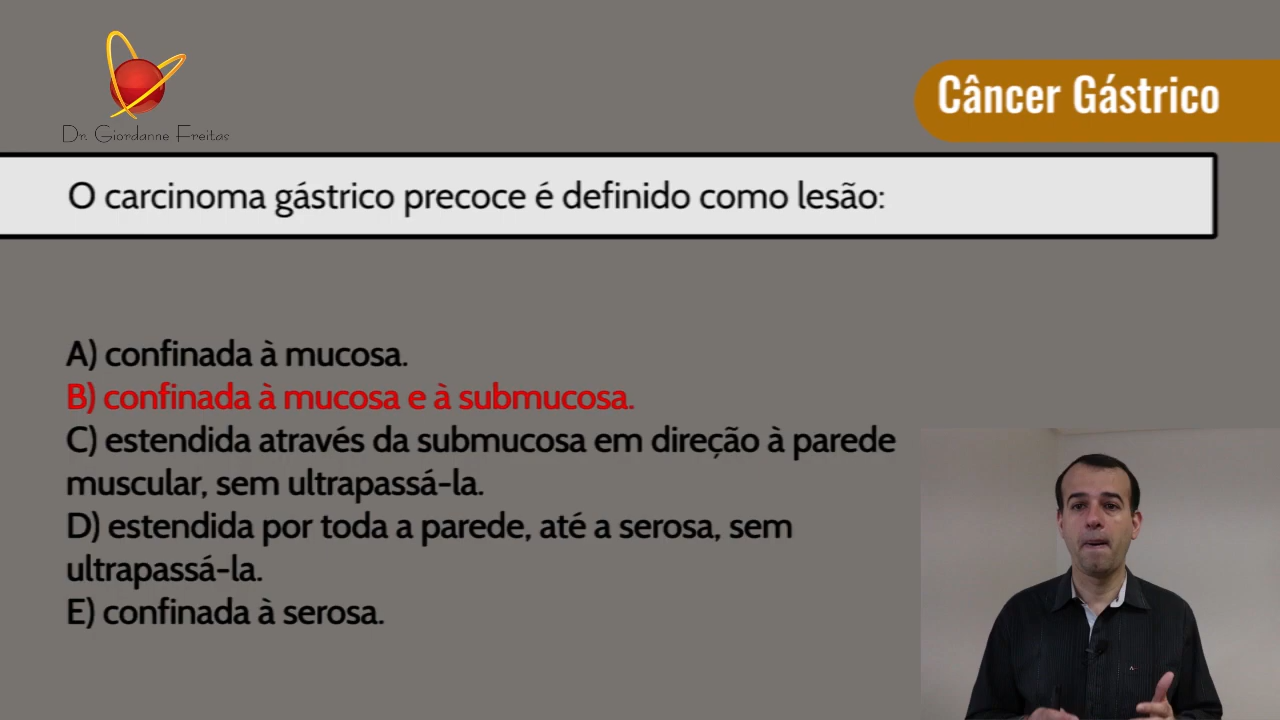 Dr. Giordanne Freitas
Câncer Gástrico
O carcinoma gástrico precoce é definido como lesão:
A) confinada à mucosa.
B) confinada à mucosa e à submucosa.
C) estendida através da submucosa em direção à parede
muscular, sem ultrapassá-la.
D) estendida por toda a parede, até a serosa, sem
ultrapassá-la.
E) confinada à serosa.